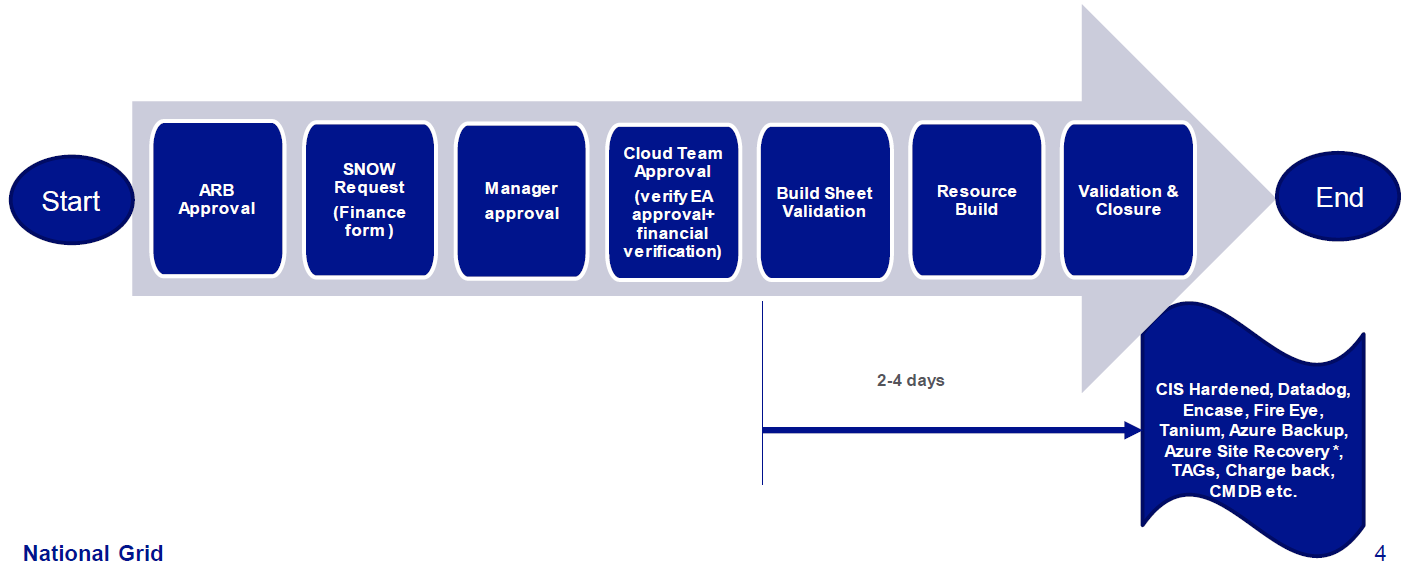 Start
ARB
Approval
SNOW
Request
(Finance
form)
Manager
approval
Cloud Team
Approval
(verify EA
approval+
financial
verification)
Build Sheet
Validation
Resource
Build
Validation &
Closure
End
2-4 days
CIS Hardened, Datadog,
Encase, Fire Eye,
Tanium, Azure Backup,
Azure Site Recovery*,
TAGs, Charge back,
CMDB etc.
National Grid
4